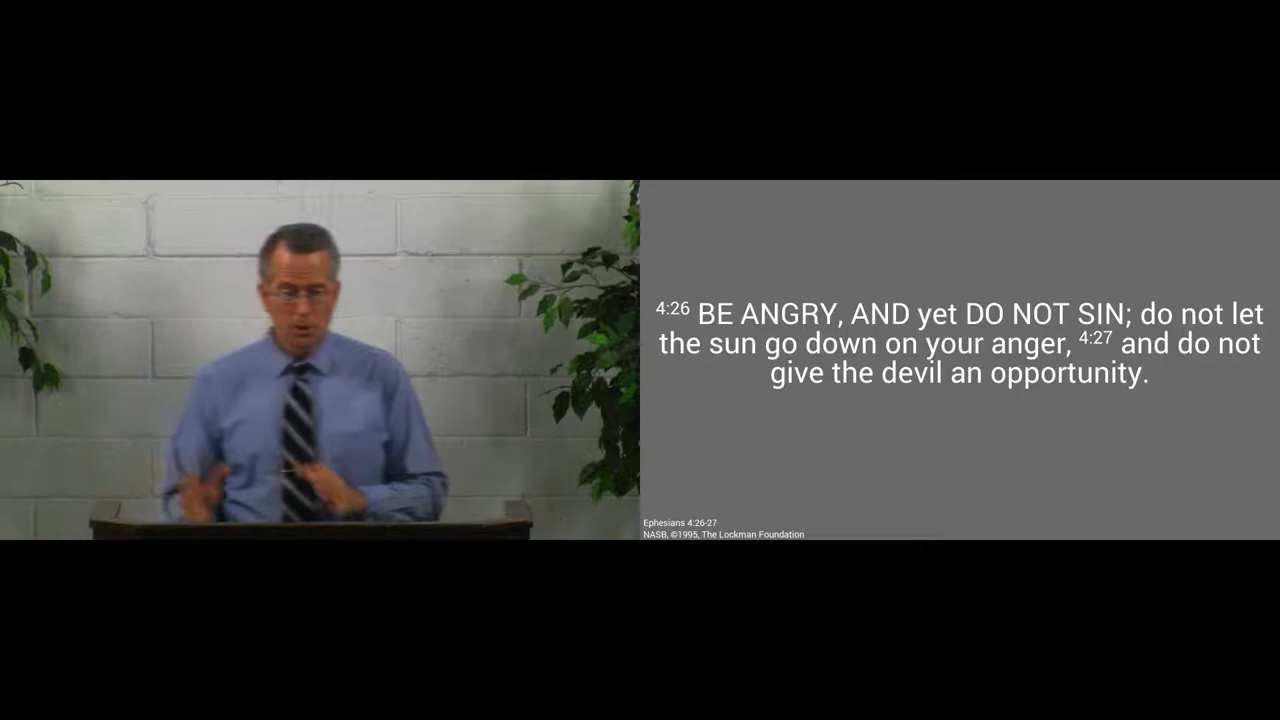 4:26 BE ANGRY, AND yet DO NOT SIN; do not let
the sun go down on your anger, 4:27 and do not
give the devil an opportunity.
Ephesians 4:26-27
NASB, ©1995, The Lockman Foundation